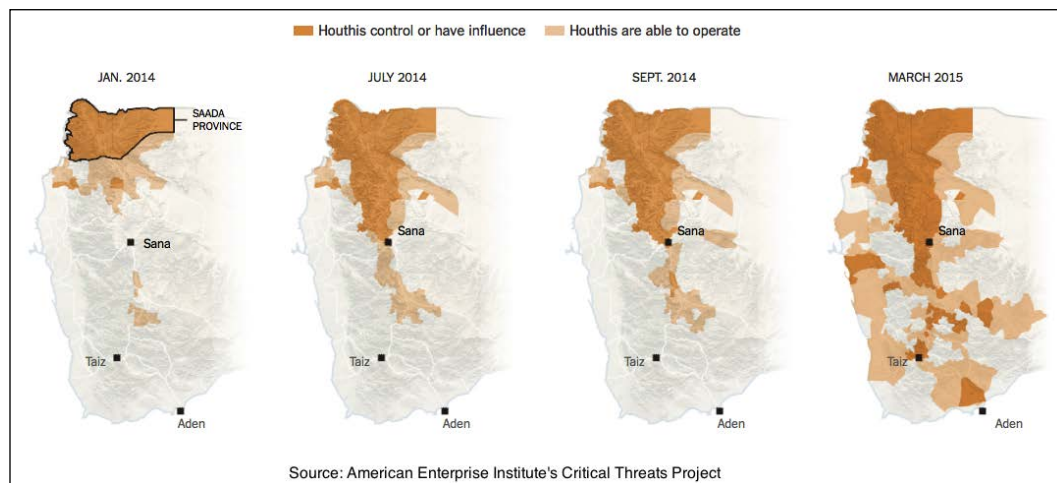 Houthis control or have influence Houthis are able to operate
JAN. 2014 JULY 2014 SEPT. 2014 MARCH 2015
SAADA
PROVINCE
Sana Sana Sana Sana
Taiz Taiz Taiz Taiz
Aden Aden Aden Aden
Source: American Enterprise Institute's Critical Threats Project